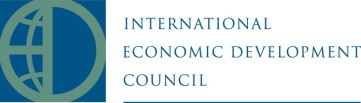 INTERNATIONAL
ECONOMIC DEVELOPMENT
COUNCIL